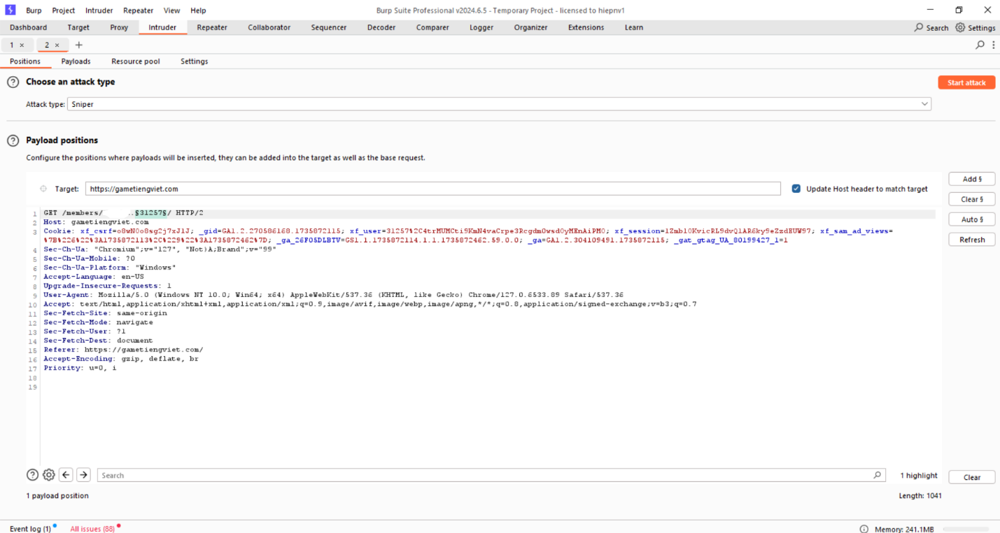 Burp Project Intruder Repeater View Help Burp Suite Professional v2024.6.5 - Temporary Project - licensed to hiepnv1
Dashboard Target Proxy Intruder Repeater Collaborator Sequencer Decoder Comparer Logger Organizer Extensions Learn Search Settings
1 × 2 × +
Positions Payloads Resource pool Settings
? Choose an attack type Start attack
Attack type: Sniper
? Payload positions
Configure the positions where payloads will be inserted, they can be added into the target as well as the base request.
Add §
Target: https://gametiengviet.com Update Host header to match target
Clear §
Auto §
Refresh
1 GET /members/ ..§31257§/ HTTP/2
2 Host: gametiengviet.com
3 Cookie: xf_csrf=o8wN0o8sg2j7xJ1J; _gid=GA1.2.270586168.1735872115; xf_user=31257%2C4trMUMCti9KmN4vaCrpe3Rcgdm0wsd0yMEnAiPM0; xf_session=1Zmbl0KvicRL9dvQlAR6ky9eZzdEUW97; xf_sam_ad_views=
%7B%226%22%3A1735872113%2C%229%22%3A1735872462%7D; _ga_26F05DLBTV=GS1.1.1735872114.1.1.1735872462.59.0.0; _ga=GA1.2.304109491.1735872115; _gat_gtag_UA_80199427_1=1
4 Sec-Ch-Ua: "Chromium";v="127", "Not)A;Brand";v="99"
5 Sec-Ch-Ua-Mobile: ?0
6 Sec-Ch-Ua-Platform: "Windows"
7 Accept-Language: en-US
8 Upgrade-Insecure-Requests: 1
9 User-Agent: Mozilla/5.0 (Windows NT 10.0; Win64; x64) AppleWebKit/537.36 (KHTML, like Gecko) Chrome/127.0.6533.89 Safari/537.36
10 Accept: text/html,application/xhtml+xml,application/xml;q=0.9,image/avif,image/webp,image/apng,*/*;q=0.8,application/signed-exchange;v=b3;q=0.7
11 Sec-Fetch-Site: same-origin
12 Sec-Fetch-Mode: navigate
13 Sec-Fetch-User: ?1
14 Sec-Fetch-Dest: document
15 Referer: https://gametiengviet.com/
16 Accept-Encoding: gzip, deflate, br
17 Priority: u=0, i
18
19
? Search 1 highlight Clear
1 payload position Length: 1041
Event log (1) All issues (88) Memory: 241.1MB